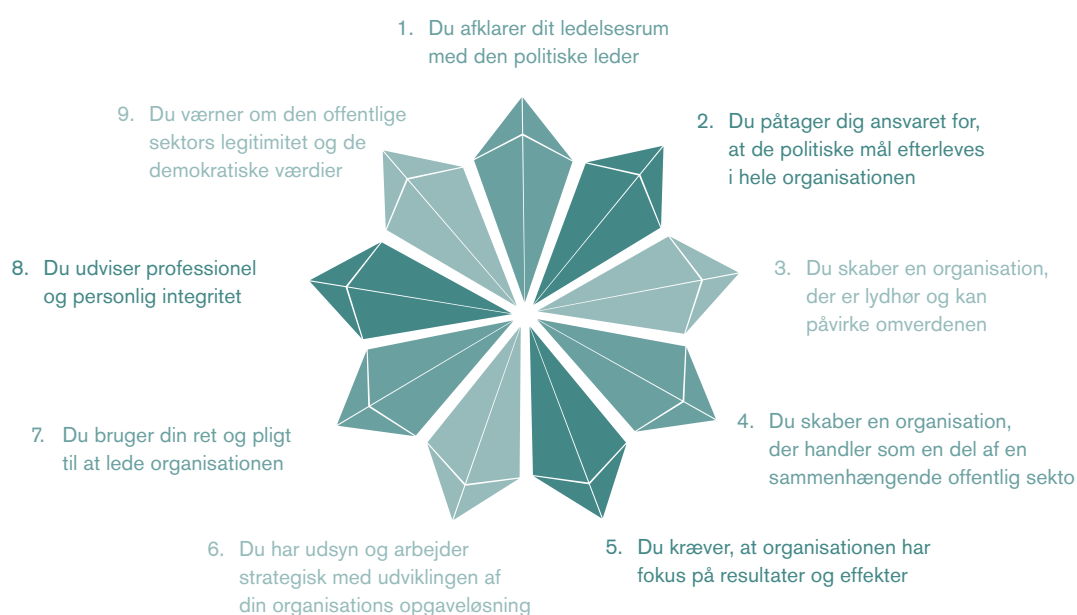 1. Du afklarer dit ledelsesrum
med den politiske leder
2. Du påtager dig ansvaret for,
at de politiske mål efterleves
i hele organisationen
3. Du skaber en organisation,
der er lydhør og kan
påvirke omverdenen
4. Du skaber en organisation,
der handler som en del af en
sammenhængende offentlig sekto
5. Du kræver, at organisationen har
fokus på resultater og effekter
6. Du har udsyn og arbejder
strategisk med udviklingen af
din organisations opgaveløsning
7. Du bruger din ret og pligt
til at lede organisationen
8. Du udviser professionel
og personlig integritet
9. Du værner om den offentlige
sektors legitimitet og de
demokratiske værdier